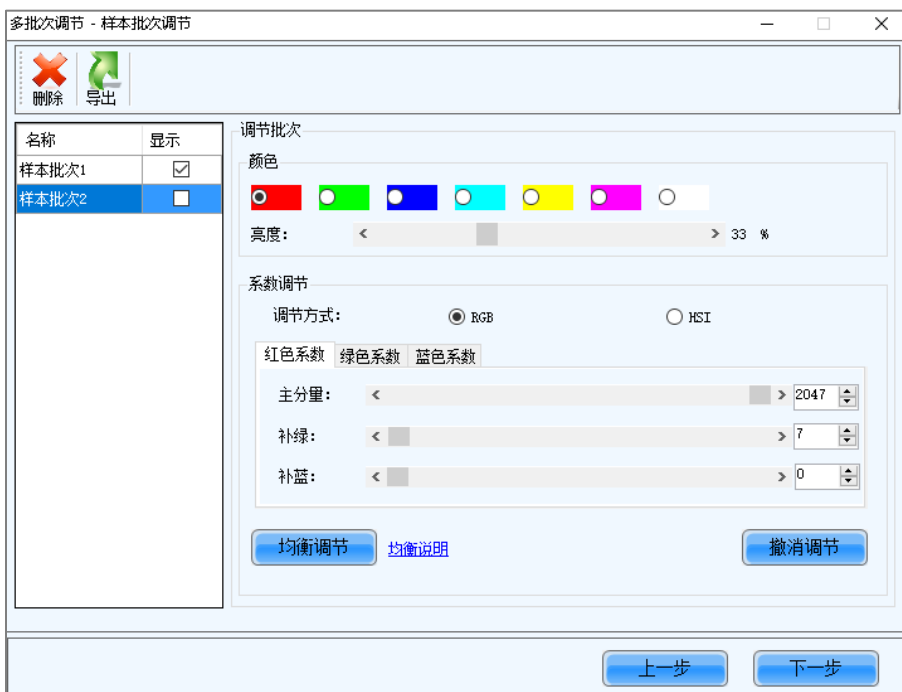 多批次调节 - 样本批次调节
删除 导出
名称 显示
样本批次1
样本批次2
调节批次
颜色
亮度: 33 %
系数调节
调节方式: RGB HSI
红色系数 绿色系数 蓝色系数
主分量: 2047
补绿: 7
补蓝: 0
均衡调节 均衡说明 撤消调节
上一步 下一步